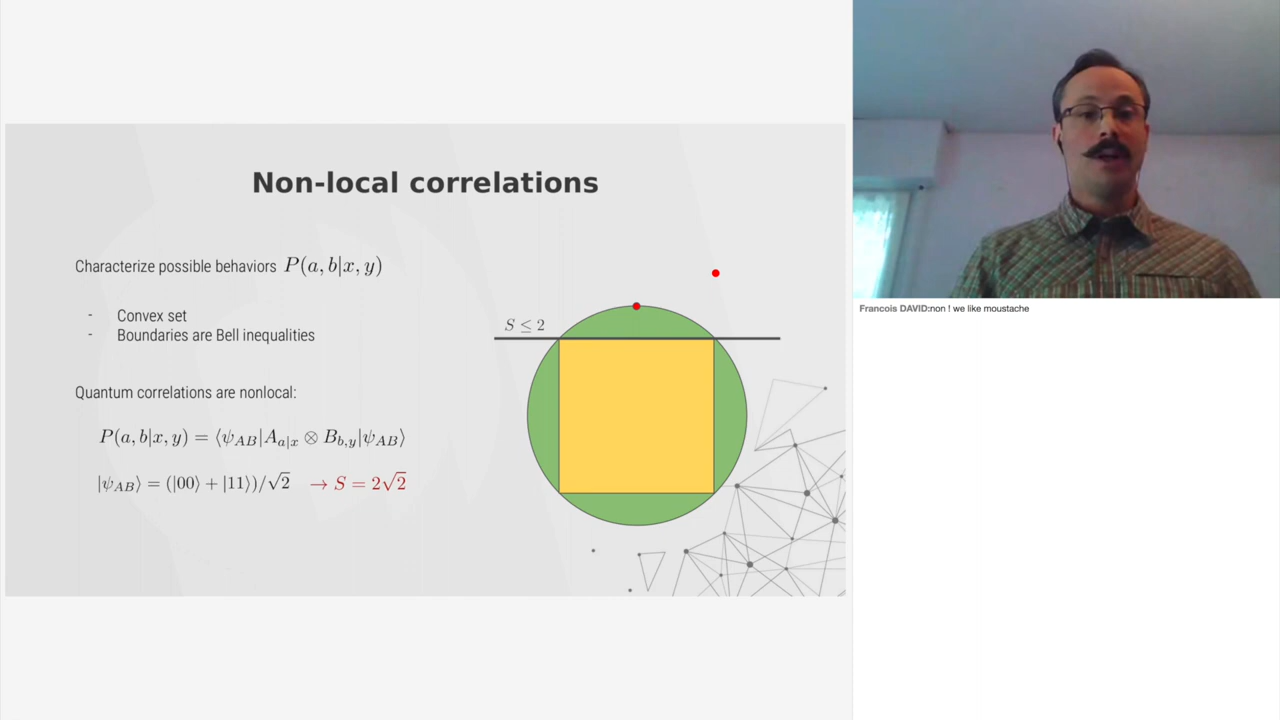 Non-local correlations
Characterize possible behaviors P(a, b|x, y)
- Convex set
- Boundaries are Bell inequalities
Quantum correlations are nonlocal:
P(a, b|x, y) = ⟨ψ_AB|A_a|x ⊗ B_b,y|ψ_AB⟩
|ψ_AB⟩ = (|00⟩ + |11⟩)/√2 → S = 2√2
S ≤ 2
Francois DAVID:non ! we like moustache